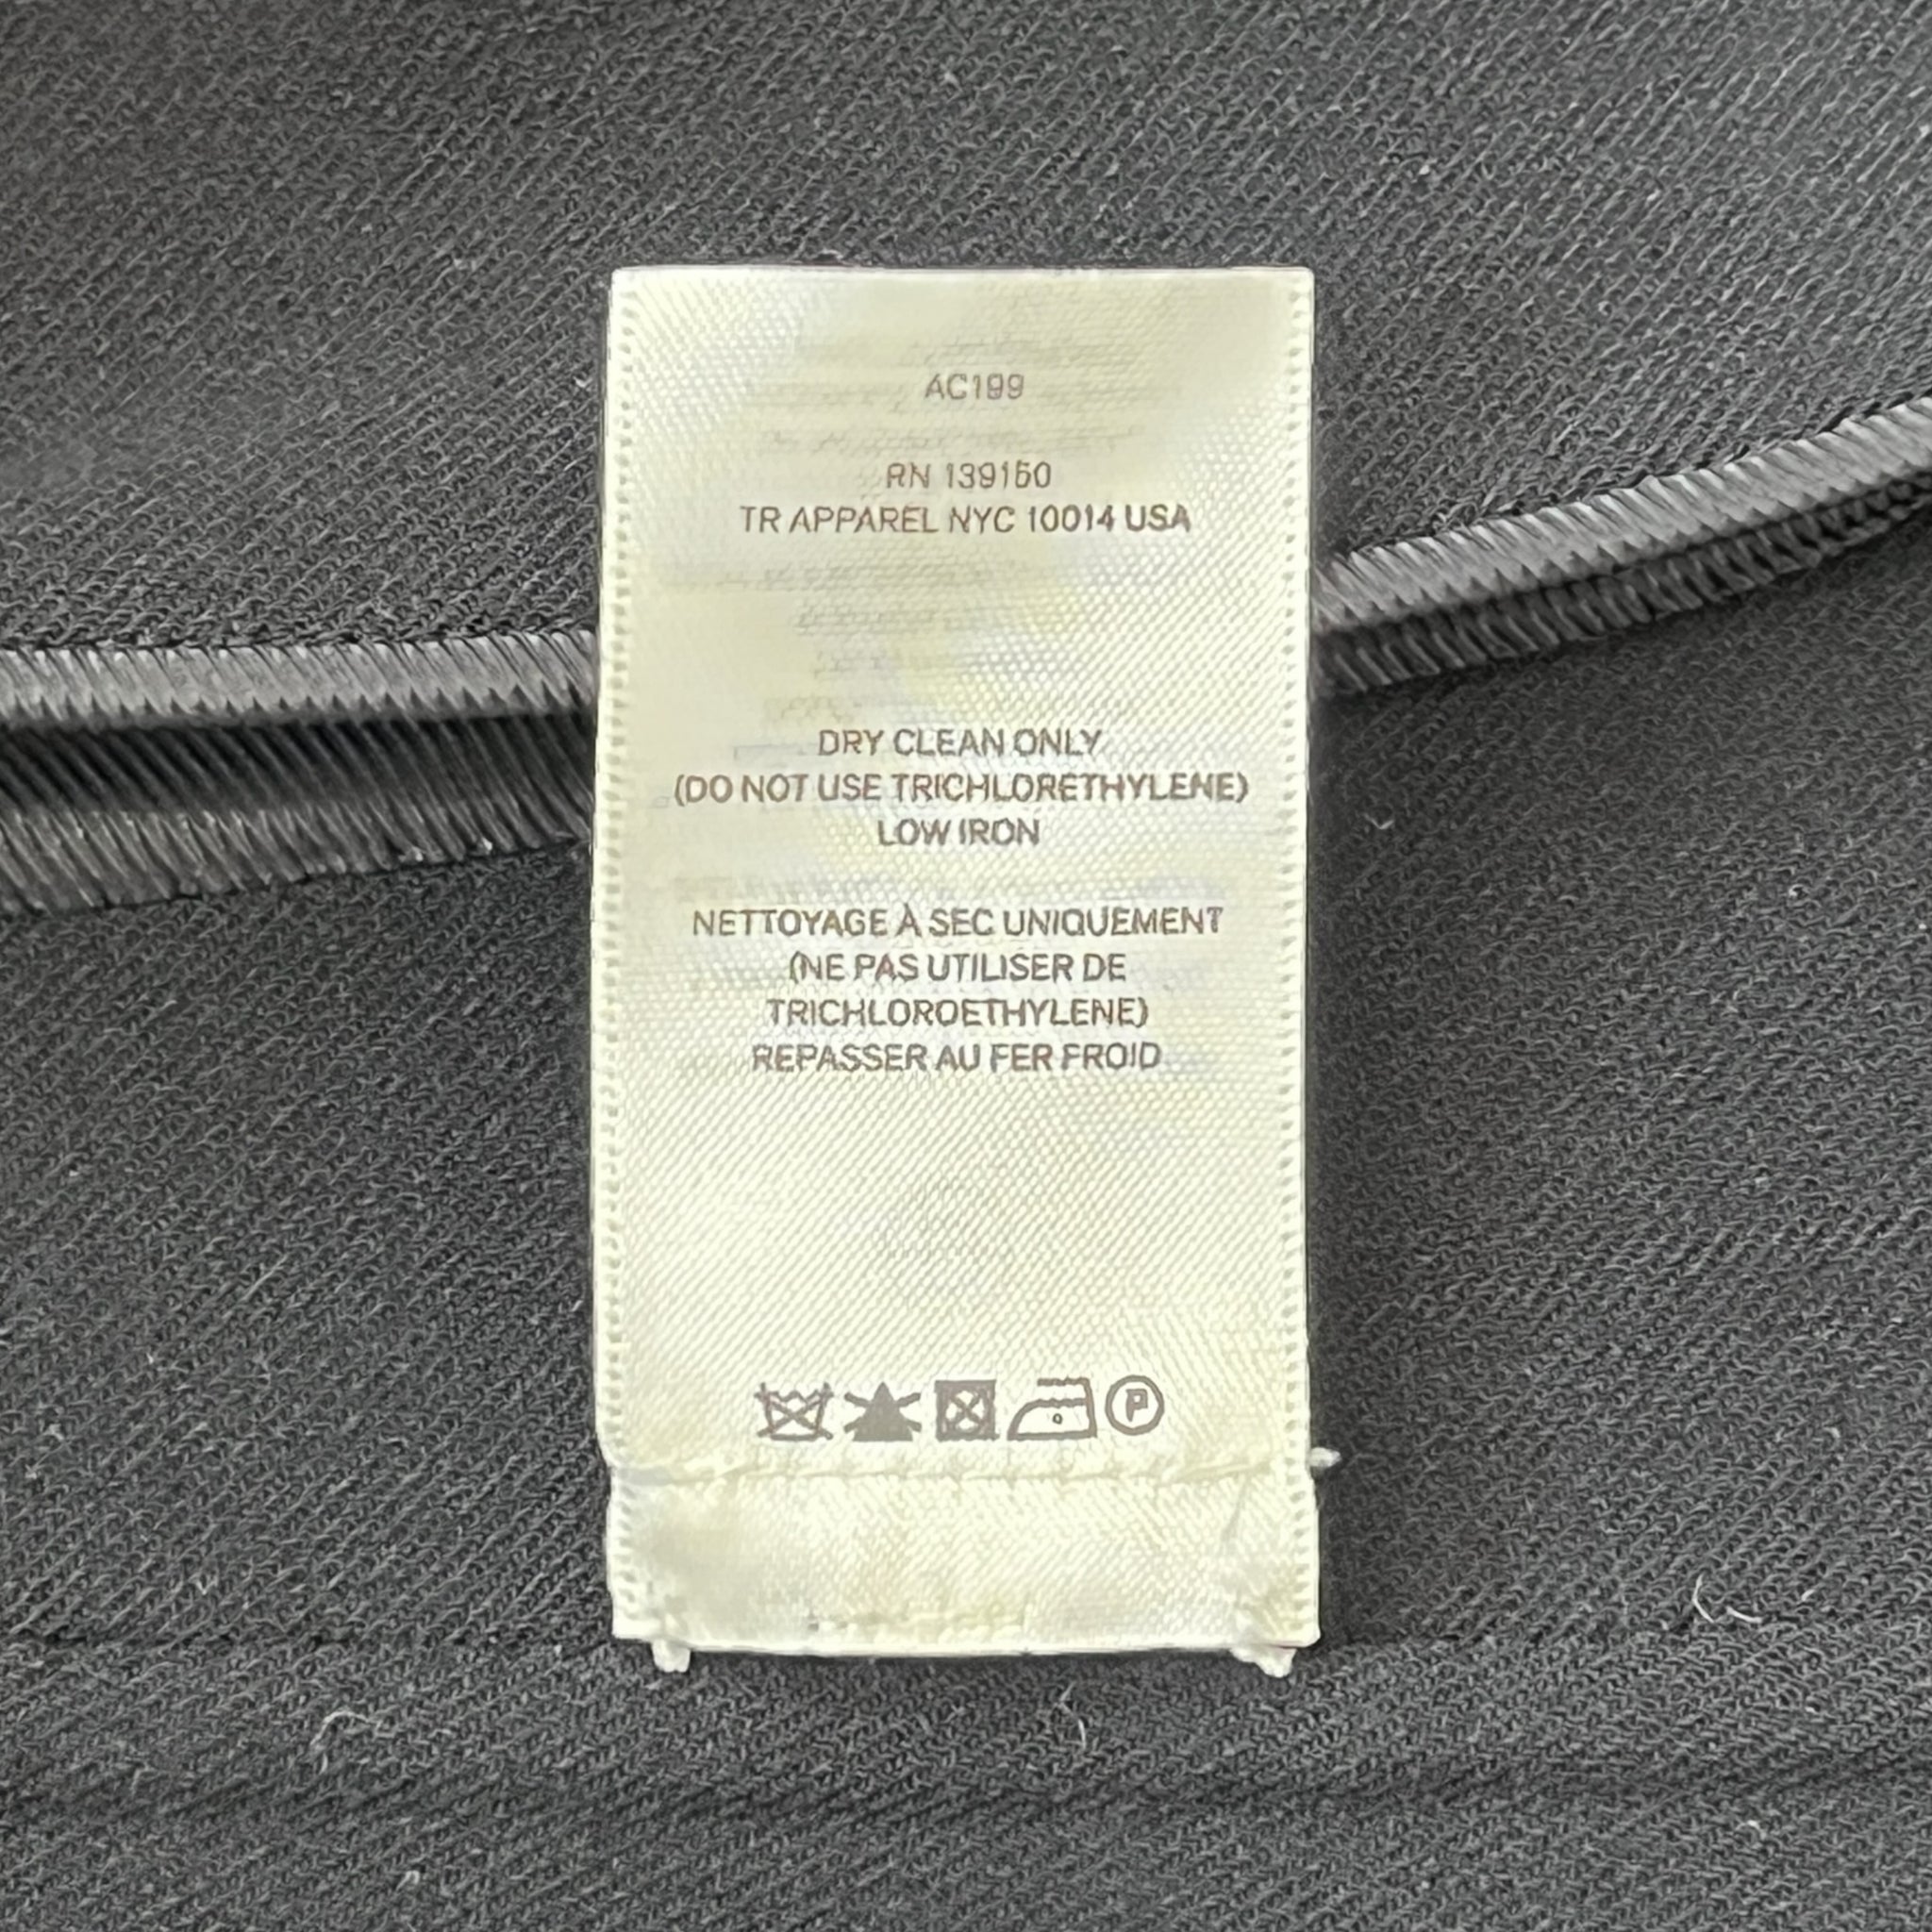 AC199
RN 139150
TR APPAREL NYC 10014 USA
DRY CLEAN ONLY
(DO NOT USE TRICHLORETHYLENE)
LOW IRON
NETTOYAGE À SEC UNIQUEMENT
(NE PAS UTILISER DE
TRICHLOROETHYLENE)
REPASSER AU FER FROID
P